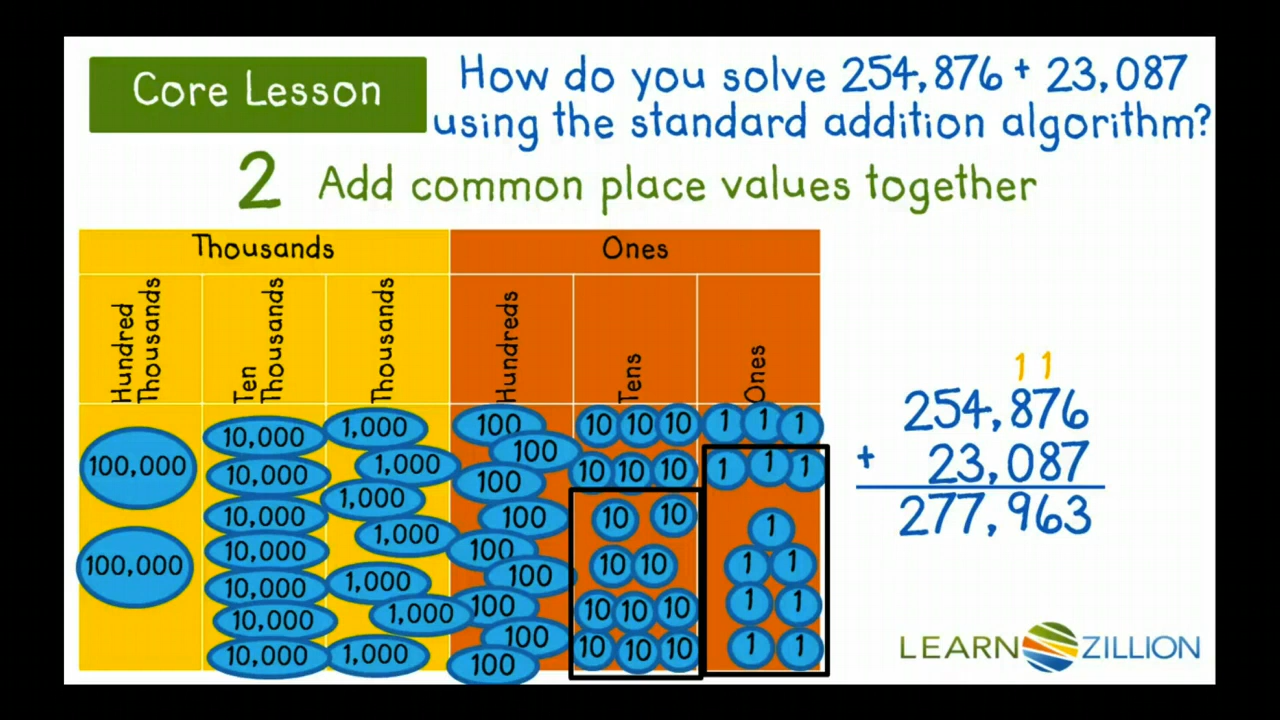 Core Lesson
How do you solve 254,876 + 23,087
using the standard addition algorithm?
2 Add common place values together
Thousands Ones
Hundred Thousands Ten Thousands Thousands Hundreds Tens Ones
100,000
100,000
10,000
10,000
10,000
10,000
10,000
10,000
10,000
1,000
1,000
1,000
1,000
1,000
1,000
1,000
100
100
100
100
100
100
100
100
100
10 10 10
10 10 10
10 10
10 10
10 10 10
10 10 10
1 1 1
1 1 1
1
1 1
1 1
1 1
1 1
254,876
+ 23,087
277,963
LEARN ZILLION